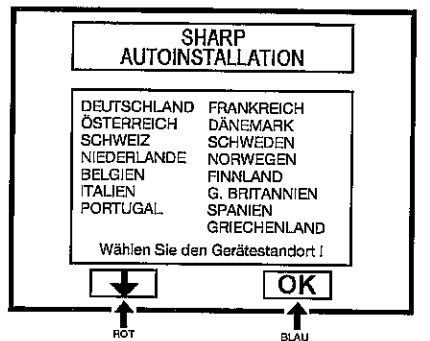 SHARP
AUTOINSTALLATION
DEUTSCHLAND FRANKREICH
ÖSTERREICH DÄNEMARK
SCHWEIZ SCHWEDEN
NIEDERLANDE NORWEGEN
BELGIEN FINNLAND
ITALIEN G. BRITANNIEN
PORTUGAL SPANIEN
GRIECHENLAND
Wählen Sie den Gerätestandort !
OK
ROT BLAU